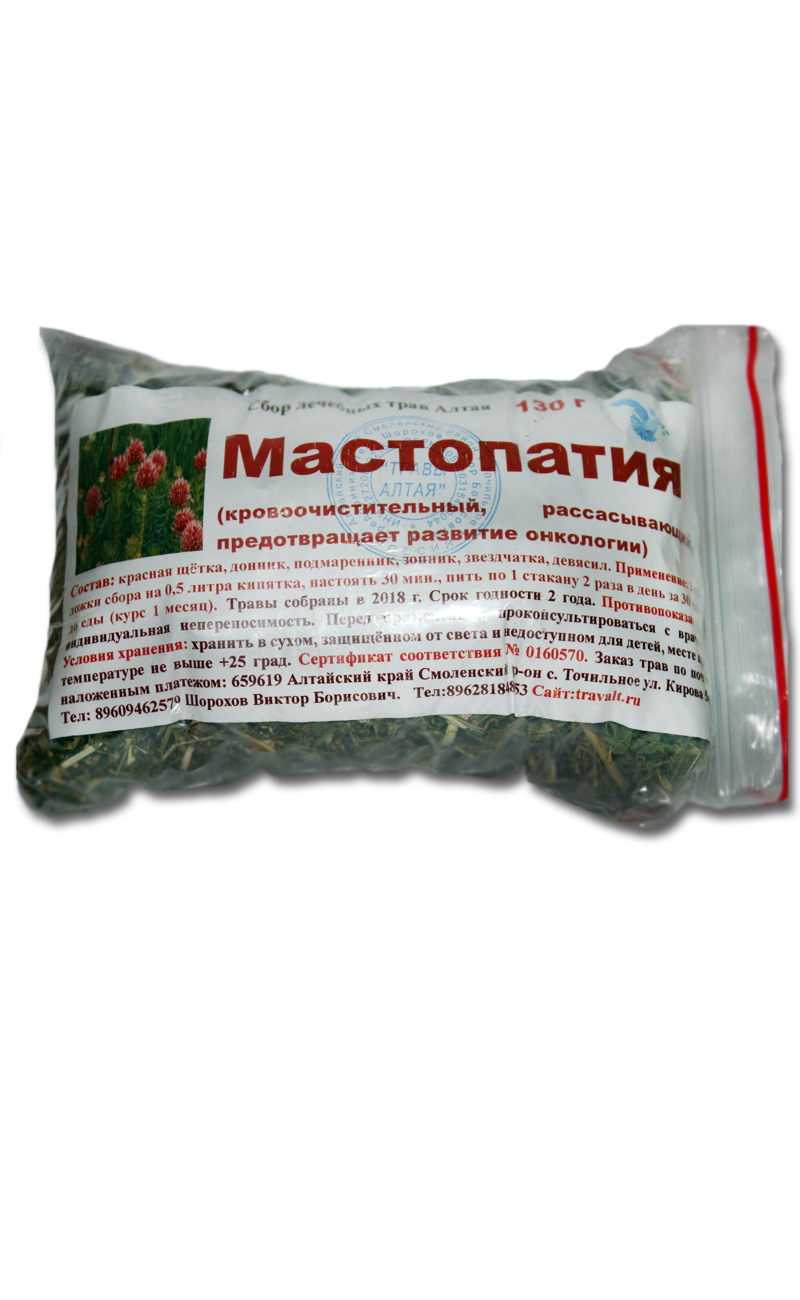 Сбор лечебных трав Алтая 130 г
Мастопатия
"ТРАВЫ
АЛТАЯ"
(кровоочистительный, рассасывающий,
предотвращает развитие онкологии)
Состав: красная щётка, донник, подмаренник, зопник, звездчатка, девясил. Применение:
ложки сбора на 0,5 литра кипятка, настоять 30 мин., пить по 1 стакану 2 раза в день за 30
до еды (курс 1 месяц). Травы собраны в 2018 г. Срок годности 2 года. Противопоказа
индивидуальная непереносимость. Перед проконсультироваться с вра
Условия хранения: хранить в сухом, защищённом от света и недоступном для детей, месте
температуре не выше +25 град. Сертификат соответствия № 0160570. Заказ трав по поч
наложенным платежом: 659619 Алтайский край Смоленский р-он с. Точильное ул. Кирова
Тел: 89609462579 Шорохов Виктор Борисович. Тел:89628184853 Сайт:travalt.ru